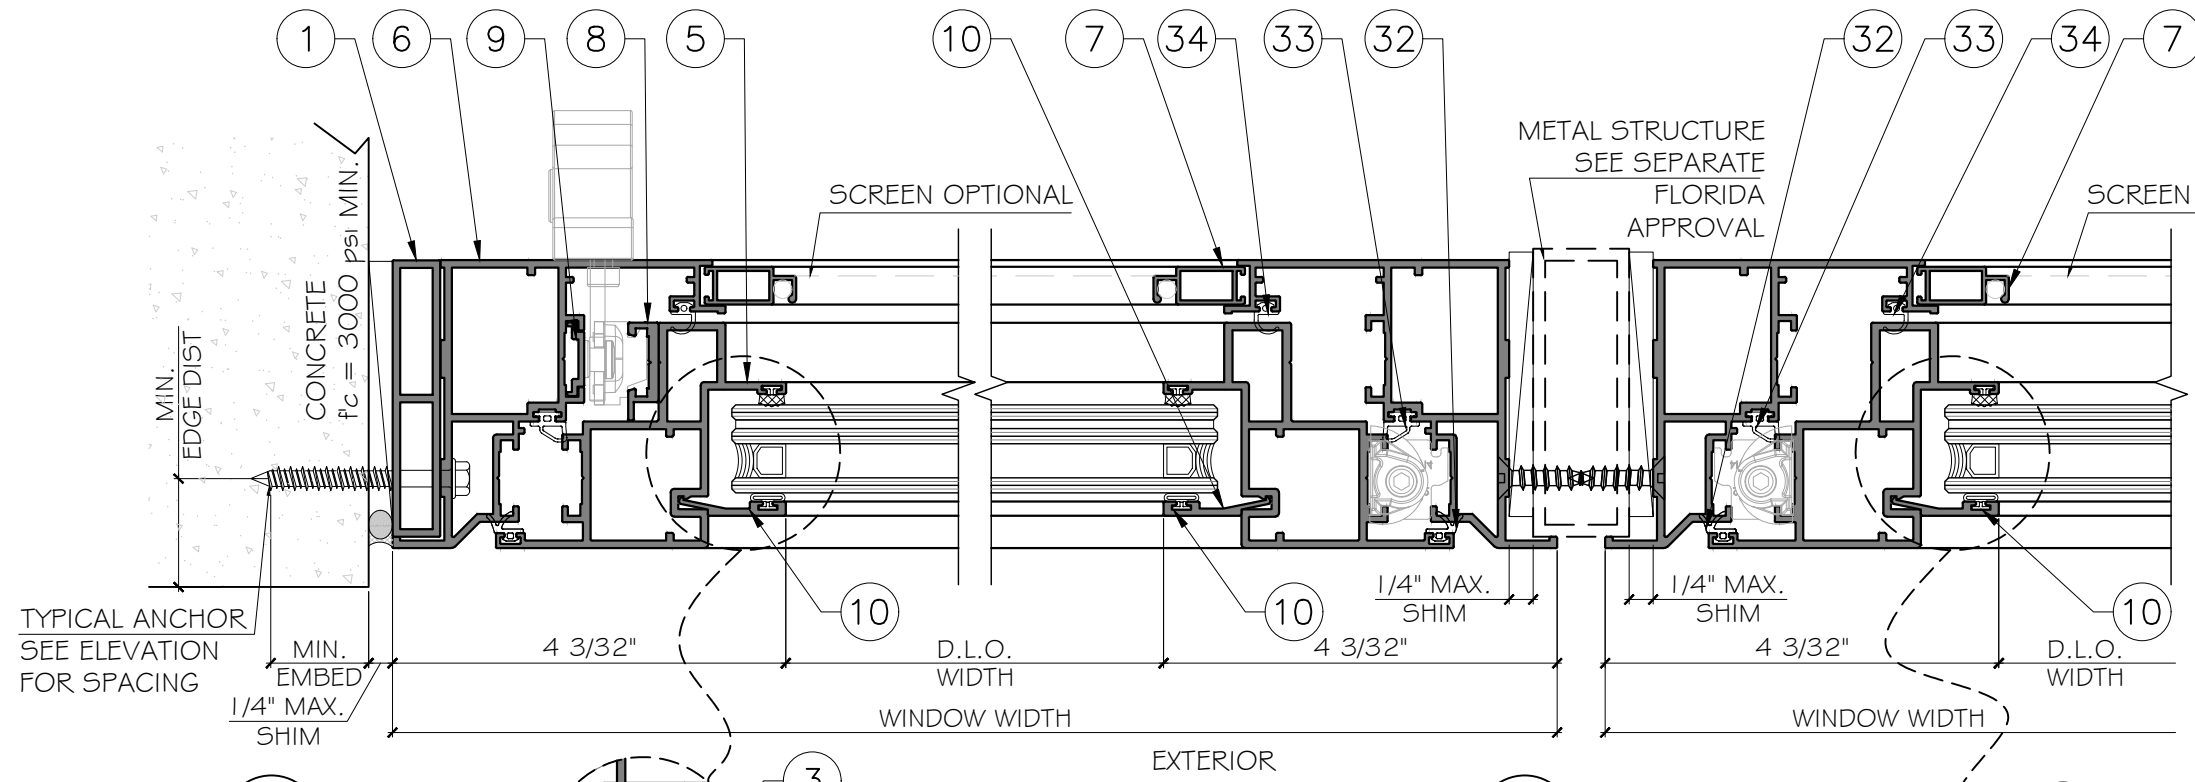 1
6
9
8
5
10
7
34
33
32
32
33
34
7
METAL STRUCTURE
SEE SEPARATE
FLORIDA
APPROVAL
SCREEN OPTIONAL
SCREEN
CONCRETE
f'c = 3000 psi MIN.
MIN.
EDGE DIST
TYPICAL ANCHOR
SEE ELEVATION
FOR SPACING
MIN.
EMBED
1/4" MAX.
SHIM
4 3/32"
10
D.L.O.
WIDTH
10
4 3/32"
1/4" MAX.
SHIM
1/4" MAX.
SHIM
4 3/32"
10
D.L.O.
WIDTH
WINDOW WIDTH
WINDOW WIDTH
EXTERIOR
3